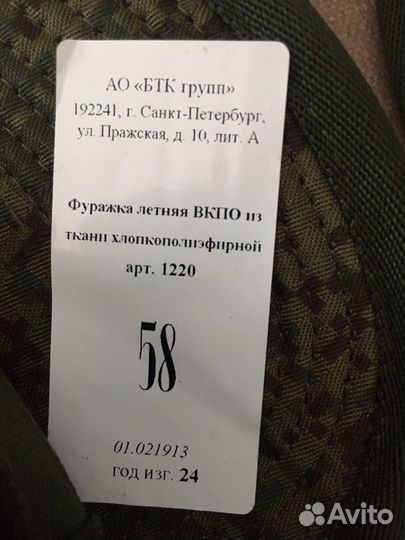 АО «БТК групп»
192241, г. Санкт-Петербург,
ул. Пражская, д. 10, лит. А
Фуражка летняя ВКПО из
ткани хлопкополиэфирной
арт. 1220
58
01.021913
год изг. 24
Avito